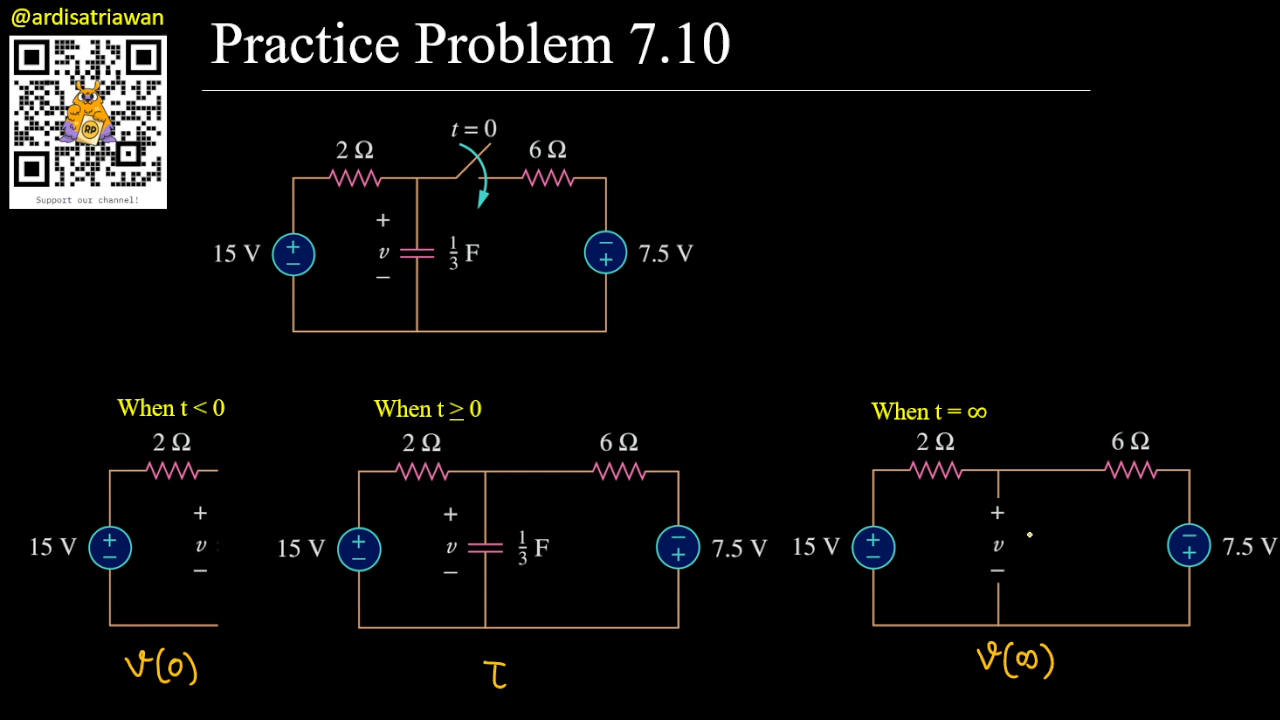 @ardisatriawan
Practice Problem 7.10
RP
Support our channel!
t = 0
2 Ω
6 Ω
15 V
+
v
−
1/3 F
7.5 V
When t < 0
2 Ω
15 V
+
v
−
v(0)
When t ≥ 0
2 Ω
6 Ω
15 V
+
v
−
1/3 F
7.5 V
τ
When t = ∞
2 Ω
6 Ω
15 V
+
v
−
7.5 V
v(∞)